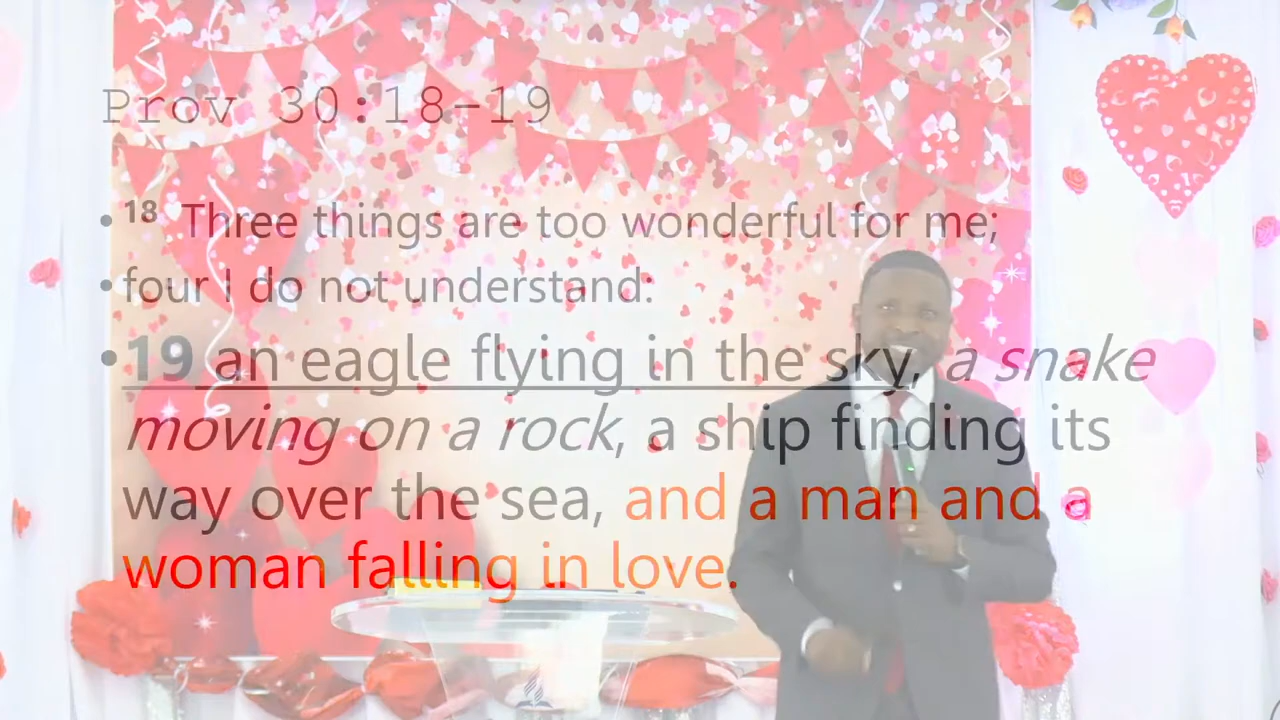 Prov 30:18-19
•18 Three things are too wonderful for me;
•four I do not understand:
•19 an eagle flying in the sky, a snake
moving on a rock, a ship finding its
way over the sea, and a man and a
woman falling in love.